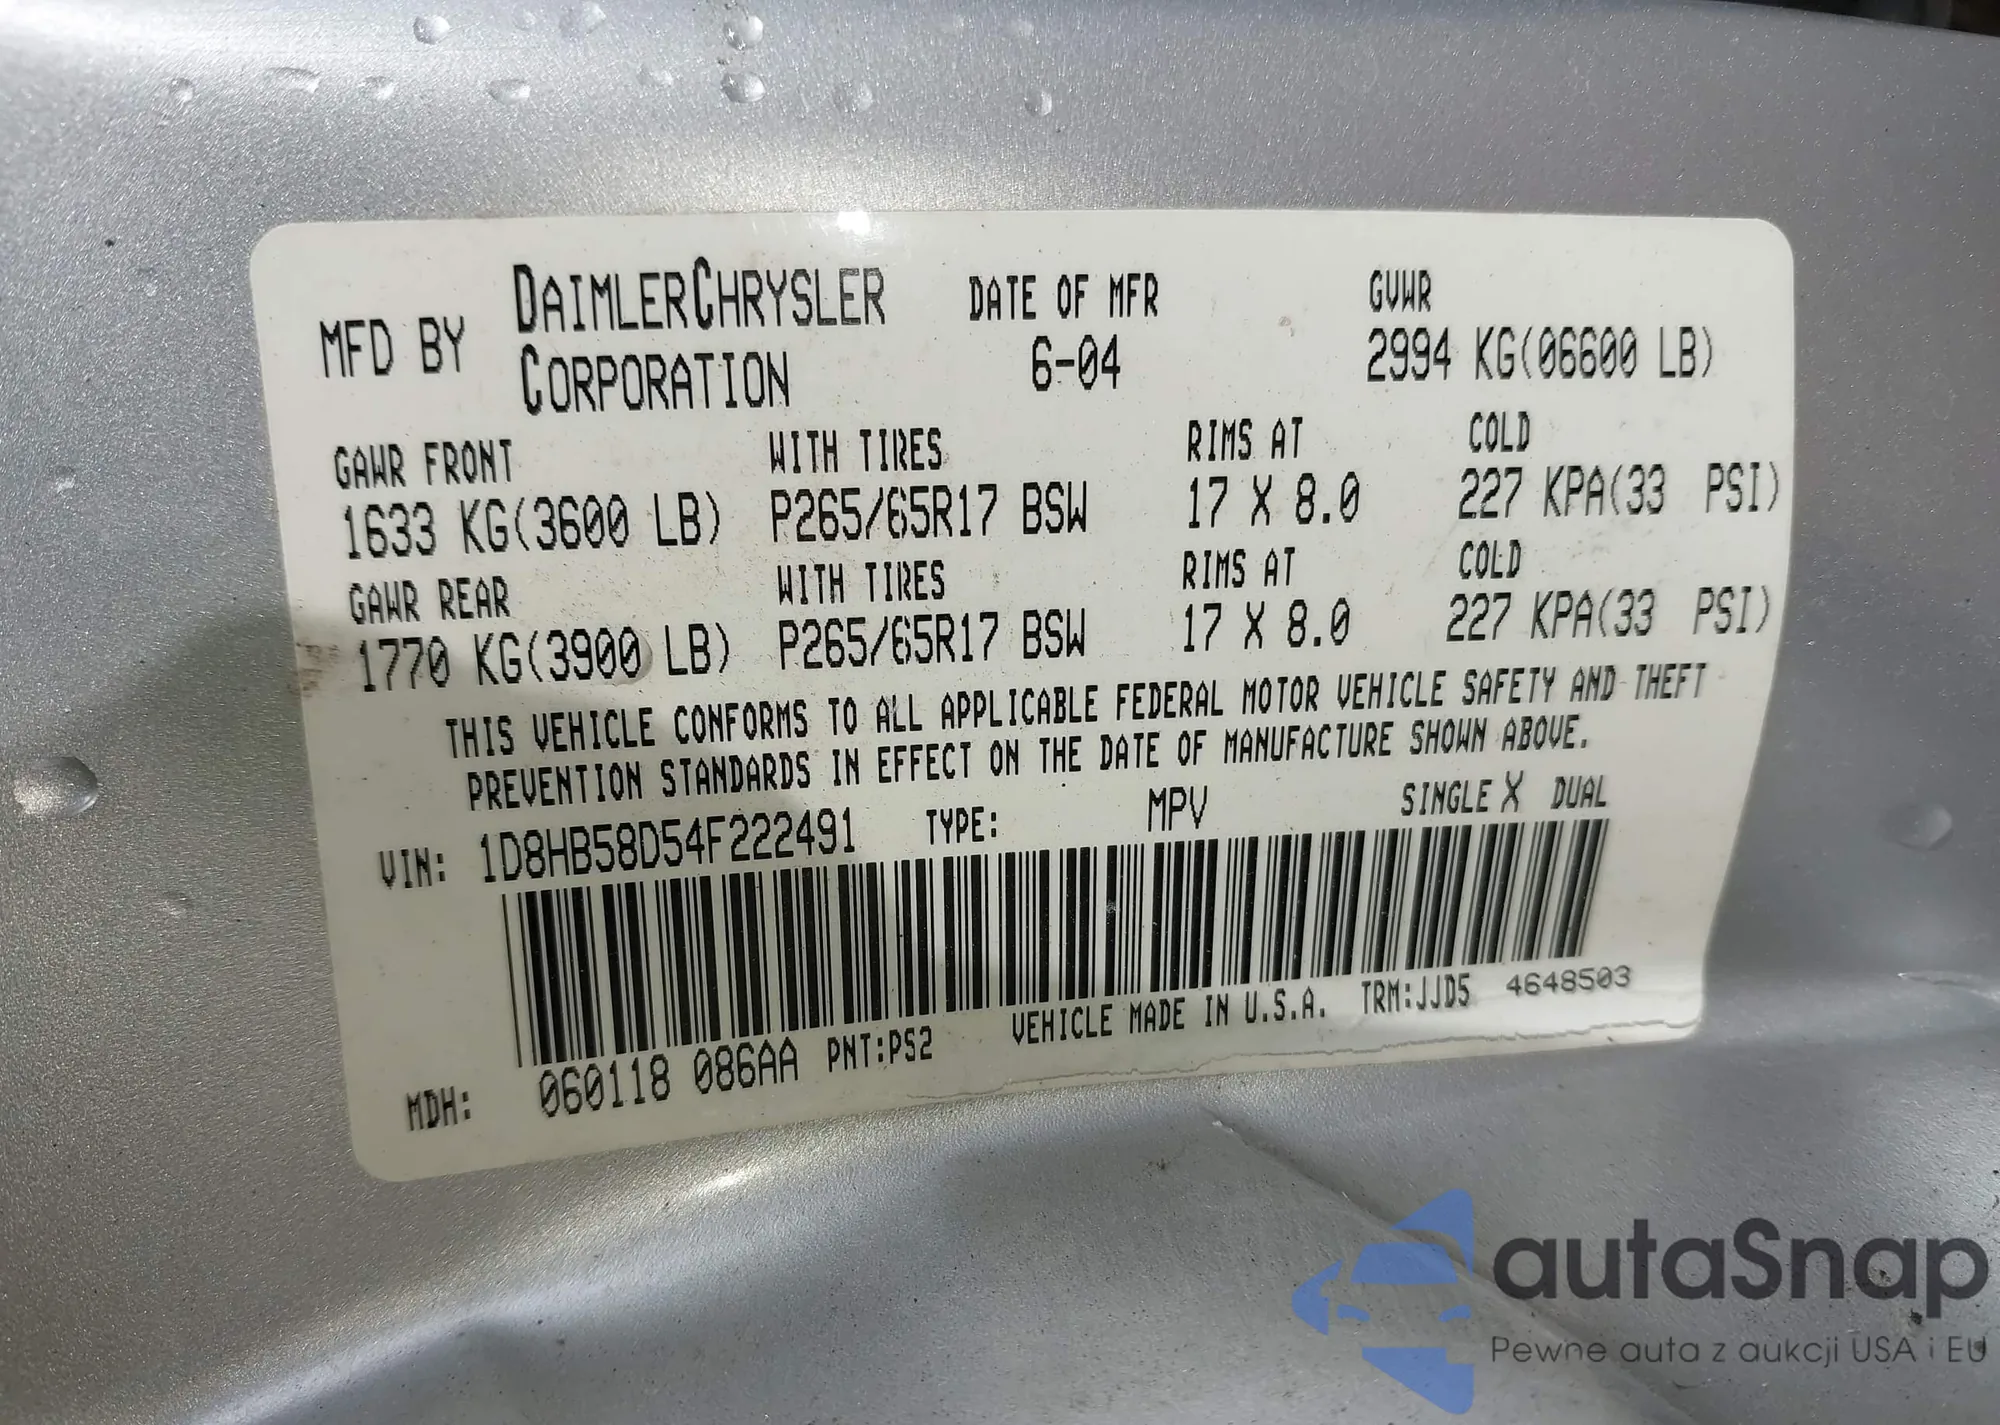 MFD BY DAIMLERCHRYSLER CORPORATION DATE OF MFR 6-04 GVWR 2994 KG(06600 LB)
GAWR FRONT WITH TIRES RIMS AT COLD
1633 KG(3600 LB) P265/65R17 BSW 17 X 8.0 227 KPA(33 PSI)
GAWR REAR WITH TIRES RIMS AT COLD
1770 KG(3900 LB) P265/65R17 BSW 17 X 8.0 227 KPA(33 PSI)
THIS VEHICLE CONFORMS TO ALL APPLICABLE FEDERAL MOTOR VEHICLE SAFETY AND THEFT
PREVENTION STANDARDS IN EFFECT ON THE DATE OF MANUFACTURE SHOWN ABOVE.
VIN: 1D8HB58D54F222491 TYPE: MPV SINGLE X DUAL
MDH: 060118 086AA PNT:PS2 VEHICLE MADE IN U.S.A. TRM:JJD5 4648503
autaSnap
Pewne auta z aukcji USA i EU